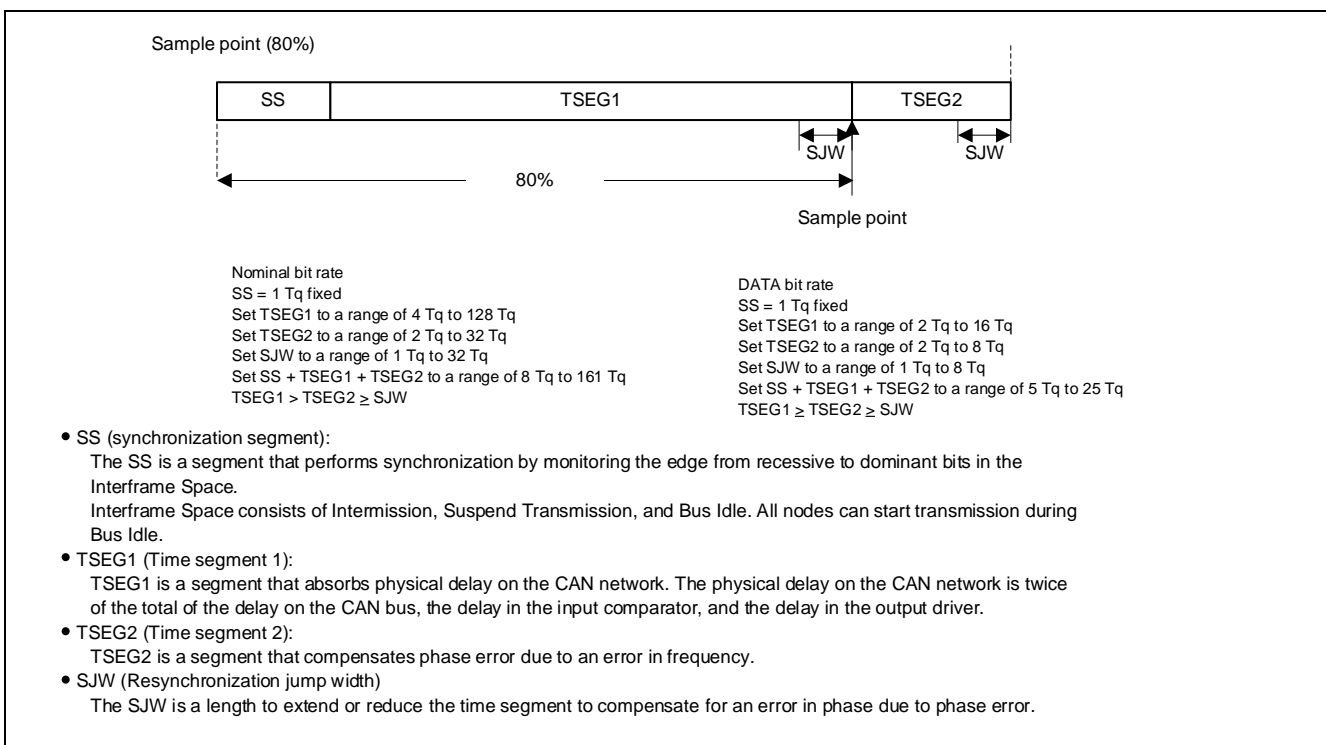 Sample point (80%)
SS
TSEG1
TSEG2
SJW
SJW
80%
Sample point
Nominal bit rate
SS = 1 Tq fixed
Set TSEG1 to a range of 4 Tq to 128 Tq
Set TSEG2 to a range of 2 Tq to 32 Tq
Set SJW to a range of 1 Tq to 32 Tq
Set SS + TSEG1 + TSEG2 to a range of 8 Tq to 161 Tq
TSEG1 > TSEG2 ≥ SJW
DATA bit rate
SS = 1 Tq fixed
Set TSEG1 to a range of 2 Tq to 16 Tq
Set TSEG2 to a range of 2 Tq to 8 Tq
Set SJW to a range of 1 Tq to 8 Tq
Set SS + TSEG1 + TSEG2 to a range of 5 Tq to 25 Tq
TSEG1 ≥ TSEG2 ≥ SJW
• SS (synchronization segment):
The SS is a segment that performs synchronization by monitoring the edge from recessive to dominant bits in the
Interframe Space.
Interframe Space consists of Intermission, Suspend Transmission, and Bus Idle. All nodes can start transmission during
Bus Idle.
• TSEG1 (Time segment 1):
TSEG1 is a segment that absorbs physical delay on the CAN network. The physical delay on the CAN network is twice
of the total of the delay on the CAN bus, the delay in the input comparator, and the delay in the output driver.
• TSEG2 (Time segment 2):
TSEG2 is a segment that compensates phase error due to an error in frequency.
• SJW (Resynchronization jump width)
The SJW is a length to extend or reduce the time segment to compensate for an error in phase due to phase error.